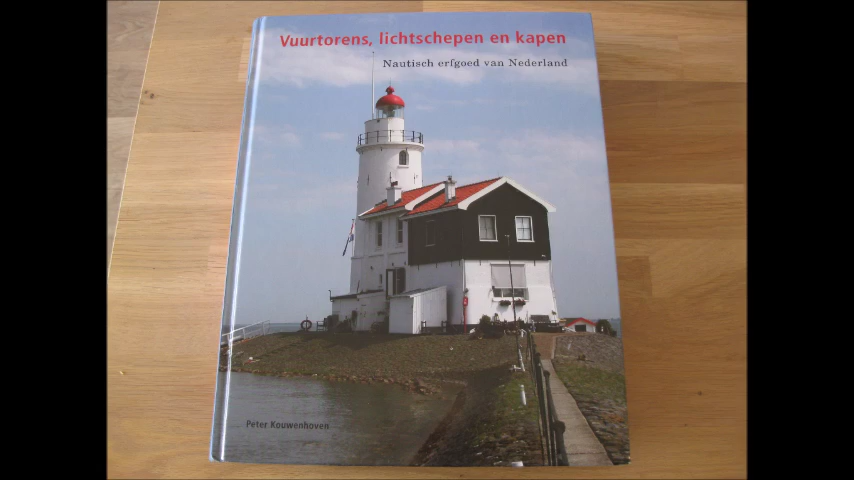 Vuurtorens, lichtschepen en kapen
Nautisch erfgoed van Nederland
Peter Kouwenhoven